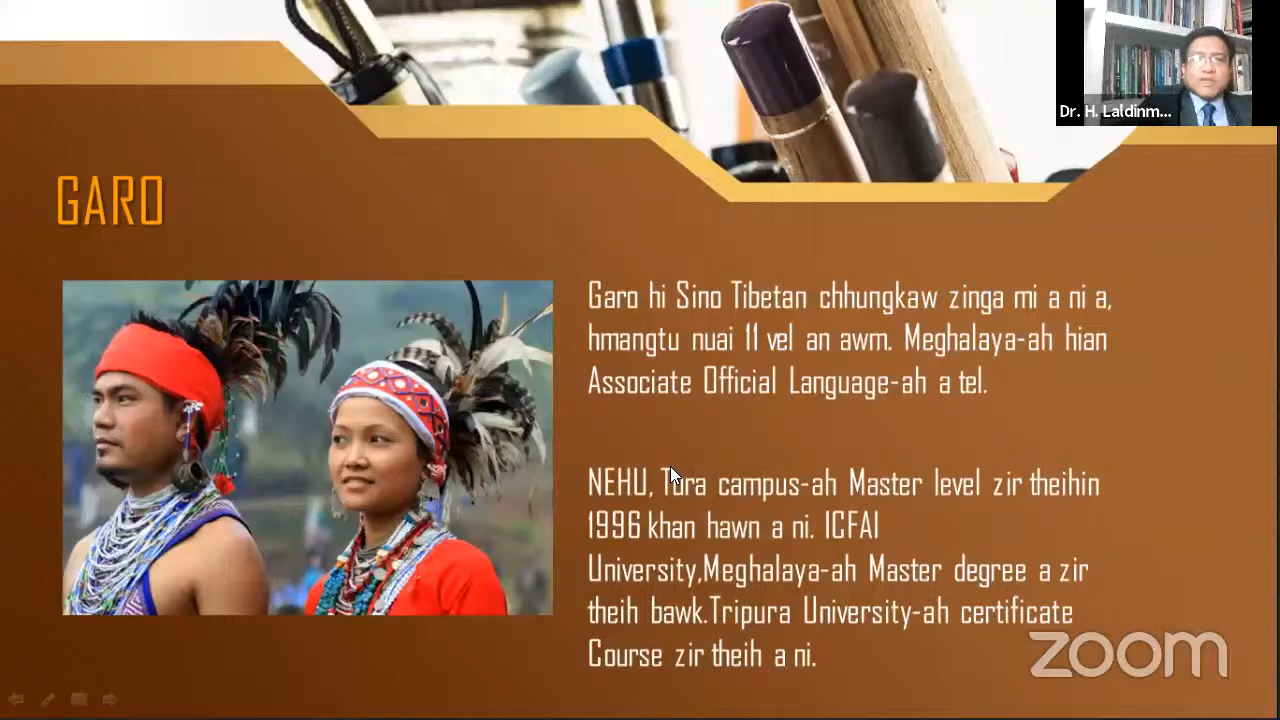 Dr. H. Laldinm...
GARO
Garo hi Sino Tibetan chhungkaw zinga mi a ni a,
hmangtu nuai 11 vel an awm. Meghalaya-ah hian
Associate Official Language-ah a tel.
NEHU, Tura campus-ah Master level zir theihin
1996 khan hawn a ni. ICFAI
University,Meghalaya-ah Master degree a zir
theih bawk.Tripura University-ah certificate
Course zir theih a ni.
zoom